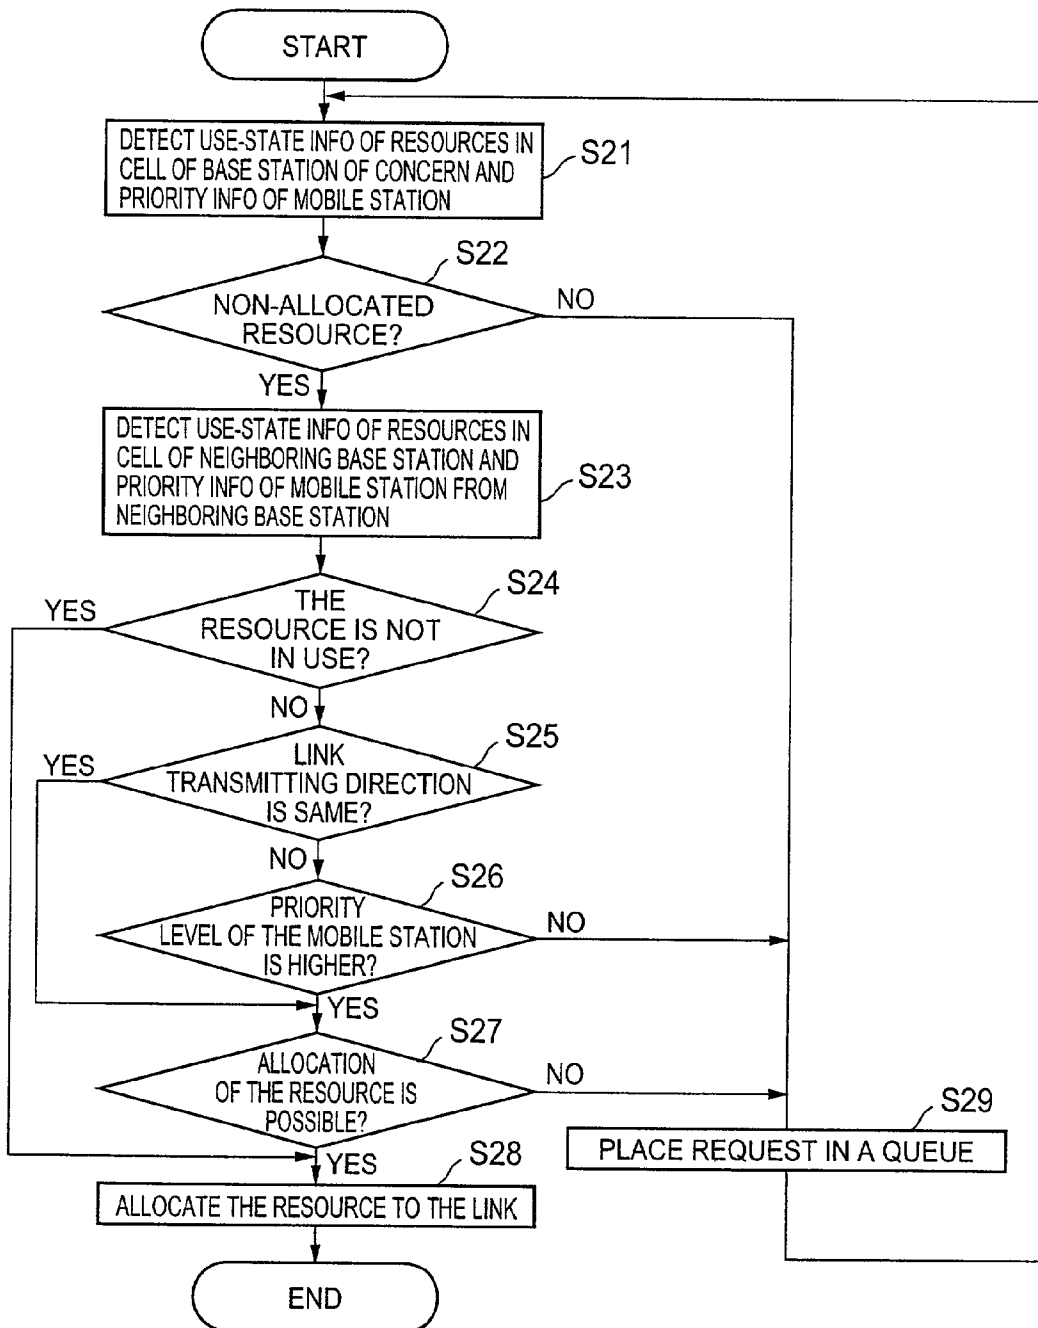 START
DETECT USE-STATE INFO OF RESOURCES IN
CELL OF BASE STATION OF CONCERN AND
PRIORITY INFO OF MOBILE STATION
S21
S22
NON-ALLOCATED
RESOURCE?
NO
YES
DETECT USE-STATE INFO OF RESOURCES IN
CELL OF NEIGHBORING BASE STATION AND
PRIORITY INFO OF MOBILE STATION FROM
NEIGHBORING BASE STATION
S23
S24
YES
THE
RESOURCE IS NOT
IN USE?
NO
S25
YES
LINK
TRANSMITTING DIRECTION
IS SAME?
NO
S26
PRIORITY
LEVEL OF THE MOBILE STATION
IS HIGHER?
NO
YES
S27
ALLOCATION
OF THE RESOURCE IS
POSSIBLE?
NO
YES
S29
PLACE REQUEST IN A QUEUE
S28
ALLOCATE THE RESOURCE TO THE LINK
END